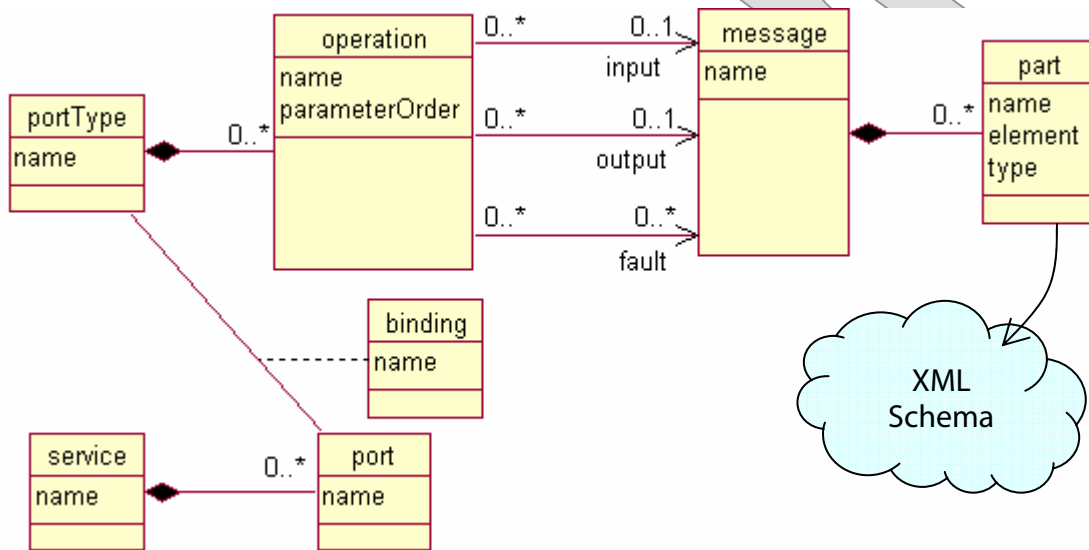 operation
name
parameterOrder
0..*
0..1
input
0..*
0..1
output
0..*
0..*
fault
message
name
0..*
part
name
element
type
portType
name
0..*
binding
name
XML
Schema
service
name
0..*
port
name